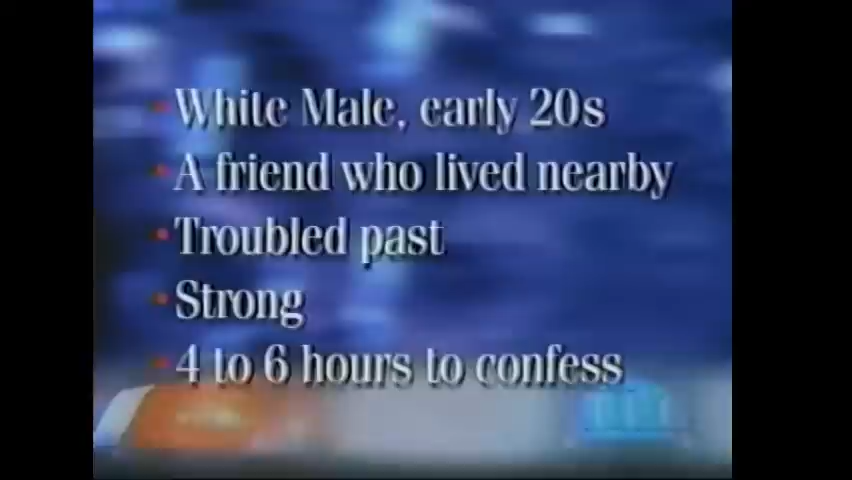 • White Male, early 20s
• A friend who lived nearby
• Troubled past
• Strong
• 4 to 6 hours to confess